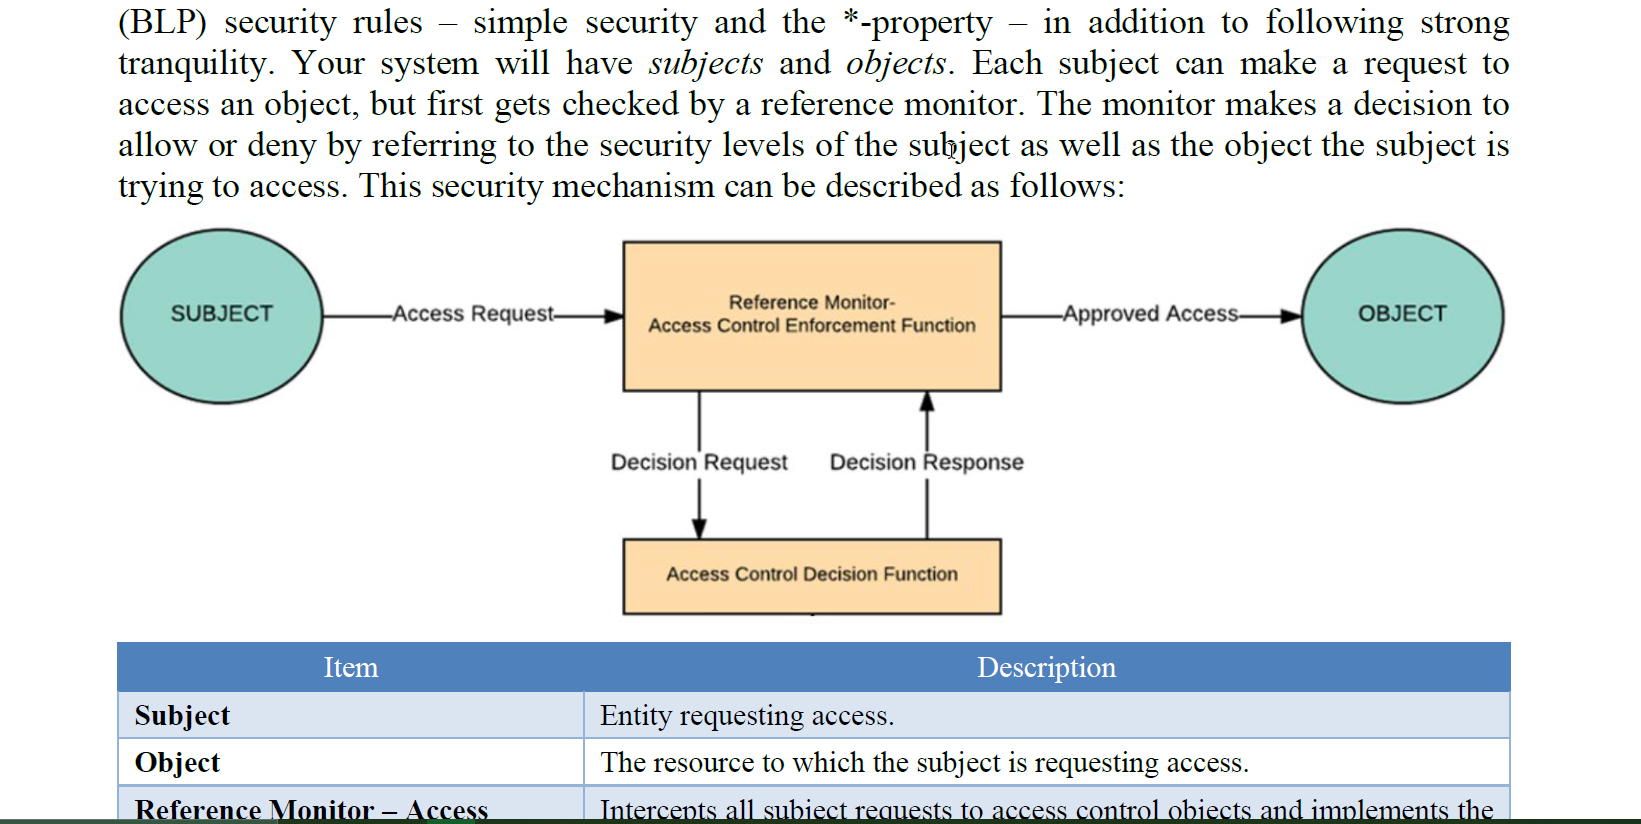 (BLP) security rules – simple security and the *-property – in addition to following strong
tranquility. Your system will have subjects and objects. Each subject can make a request to
access an object, but first gets checked by a reference monitor. The monitor makes a decision to
allow or deny by referring to the security levels of the subject as well as the object the subject is
trying to access. This security mechanism can be described as follows:
SUBJECT
Access Request
Reference Monitor-
Access Control Enforcement Function
Approved Access
OBJECT
Decision Request
Decision Response
Access Control Decision Function
Item Description
Subject Entity requesting access.
Object The resource to which the subject is requesting access.
Reference Monitor – Access Intercepts all subject requests to access control objects and implements the